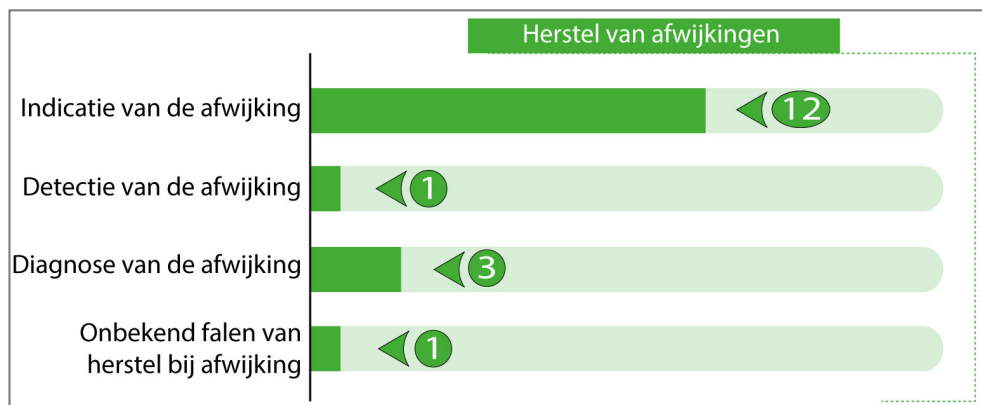 Herstel van afwijkingen
Indicatie van de afwijking
12
Detectie van de afwijking
1
Diagnose van de afwijking
3
Onbekend falen van
herstel bij afwijking
1